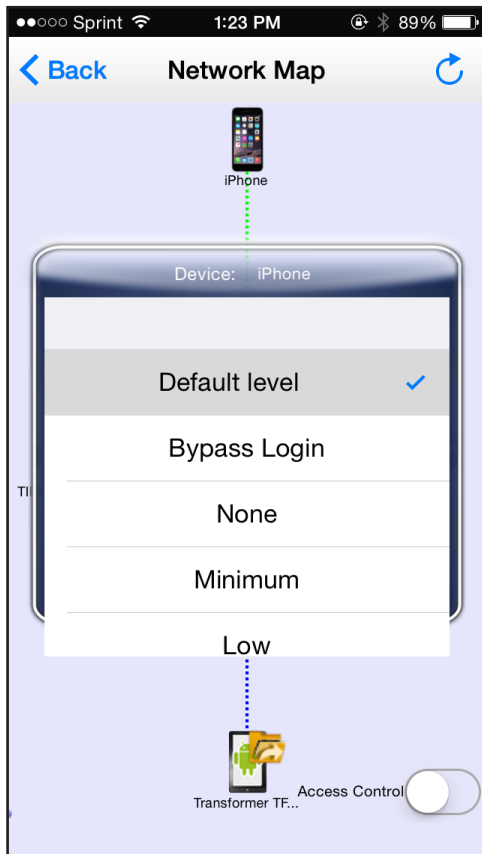 Sprint 1:23 PM 89%
Back Network Map
iPhone
Device: iPhone
Default level
Bypass Login
None
Minimum
Low
Transformer TF...
Access Control